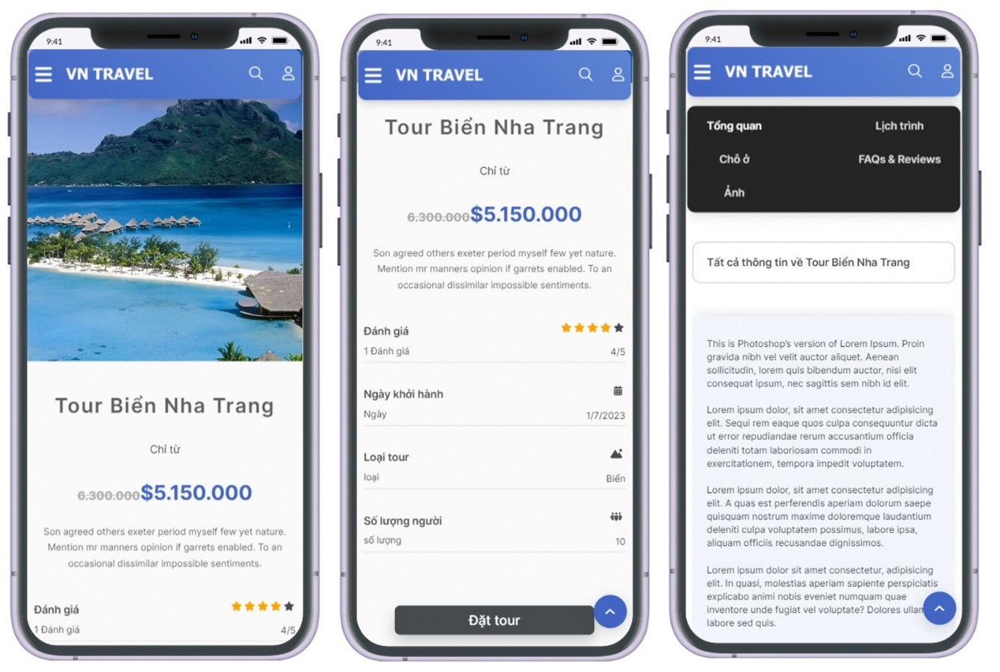 9:41
VN TRAVEL
Tour Biển Nha Trang
Chỉ từ
6.300.000$5.150.000
Son agreed others exeter period myself few yet nature.
Mention mr manners opinion if garrets enabled. To an
occasional dissimilar impossible sentiments.
Đánh giá
1 Đánh giá
4/5
9:41
VN TRAVEL
Tour Biển Nha Trang
Chỉ từ
6.300.000$5.150.000
Son agreed others exeter period myself few yet nature.
Mention mr manners opinion if garrets enabled. To an
occasional dissimilar impossible sentiments.
Đánh giá
1 Đánh giá
4/5
Ngày khởi hành
Ngày
1/7/2023
Loại tour
loại
Biển
Số lượng người
số lượng
10
Đặt tour
9:41
VN TRAVEL
Tổng quan
Lịch trình
Chỗ ở
FAQs & Reviews
Ảnh
Tất cả thông tin về Tour Biển Nha Trang
This is Photoshop's version of Lorem Ipsum. Proin
gravida nibh vel velit auctor aliquet. Aenean
sollicitudin, lorem quis bibendum auctor, nisi elit
consequat ipsum, nec sagittis sem nibh id elit.
Lorem ipsum dolor, sit amet consectetur adipisicing
elit. Sequi rem eaque quos culpa consequuntur dicta
ut error repudiandae rerum accusantium officia
deleniti totam laboriosam commodi in
exercitationem, tempora impedit voluptatem.
Lorem ipsum dolor, sit amet consectetur adipisicing
elit. A quas est perferendis aperiam dolorum saepe
quisquam nostrum maxime doloremque laudantium
deleniti culpa voluptatem possimus, labore ipsa,
aliquam officiis recusandae dignissimos.
Lorem ipsum dolor sit amet consectetur, adipisicing
elit. In quasi, molestias aperiam sapiente perspiciatis
explicabo animi nobis eveniet numquam quae
inventore unde fugiat vel voluptate? Dolores ullam
labore sed quis.